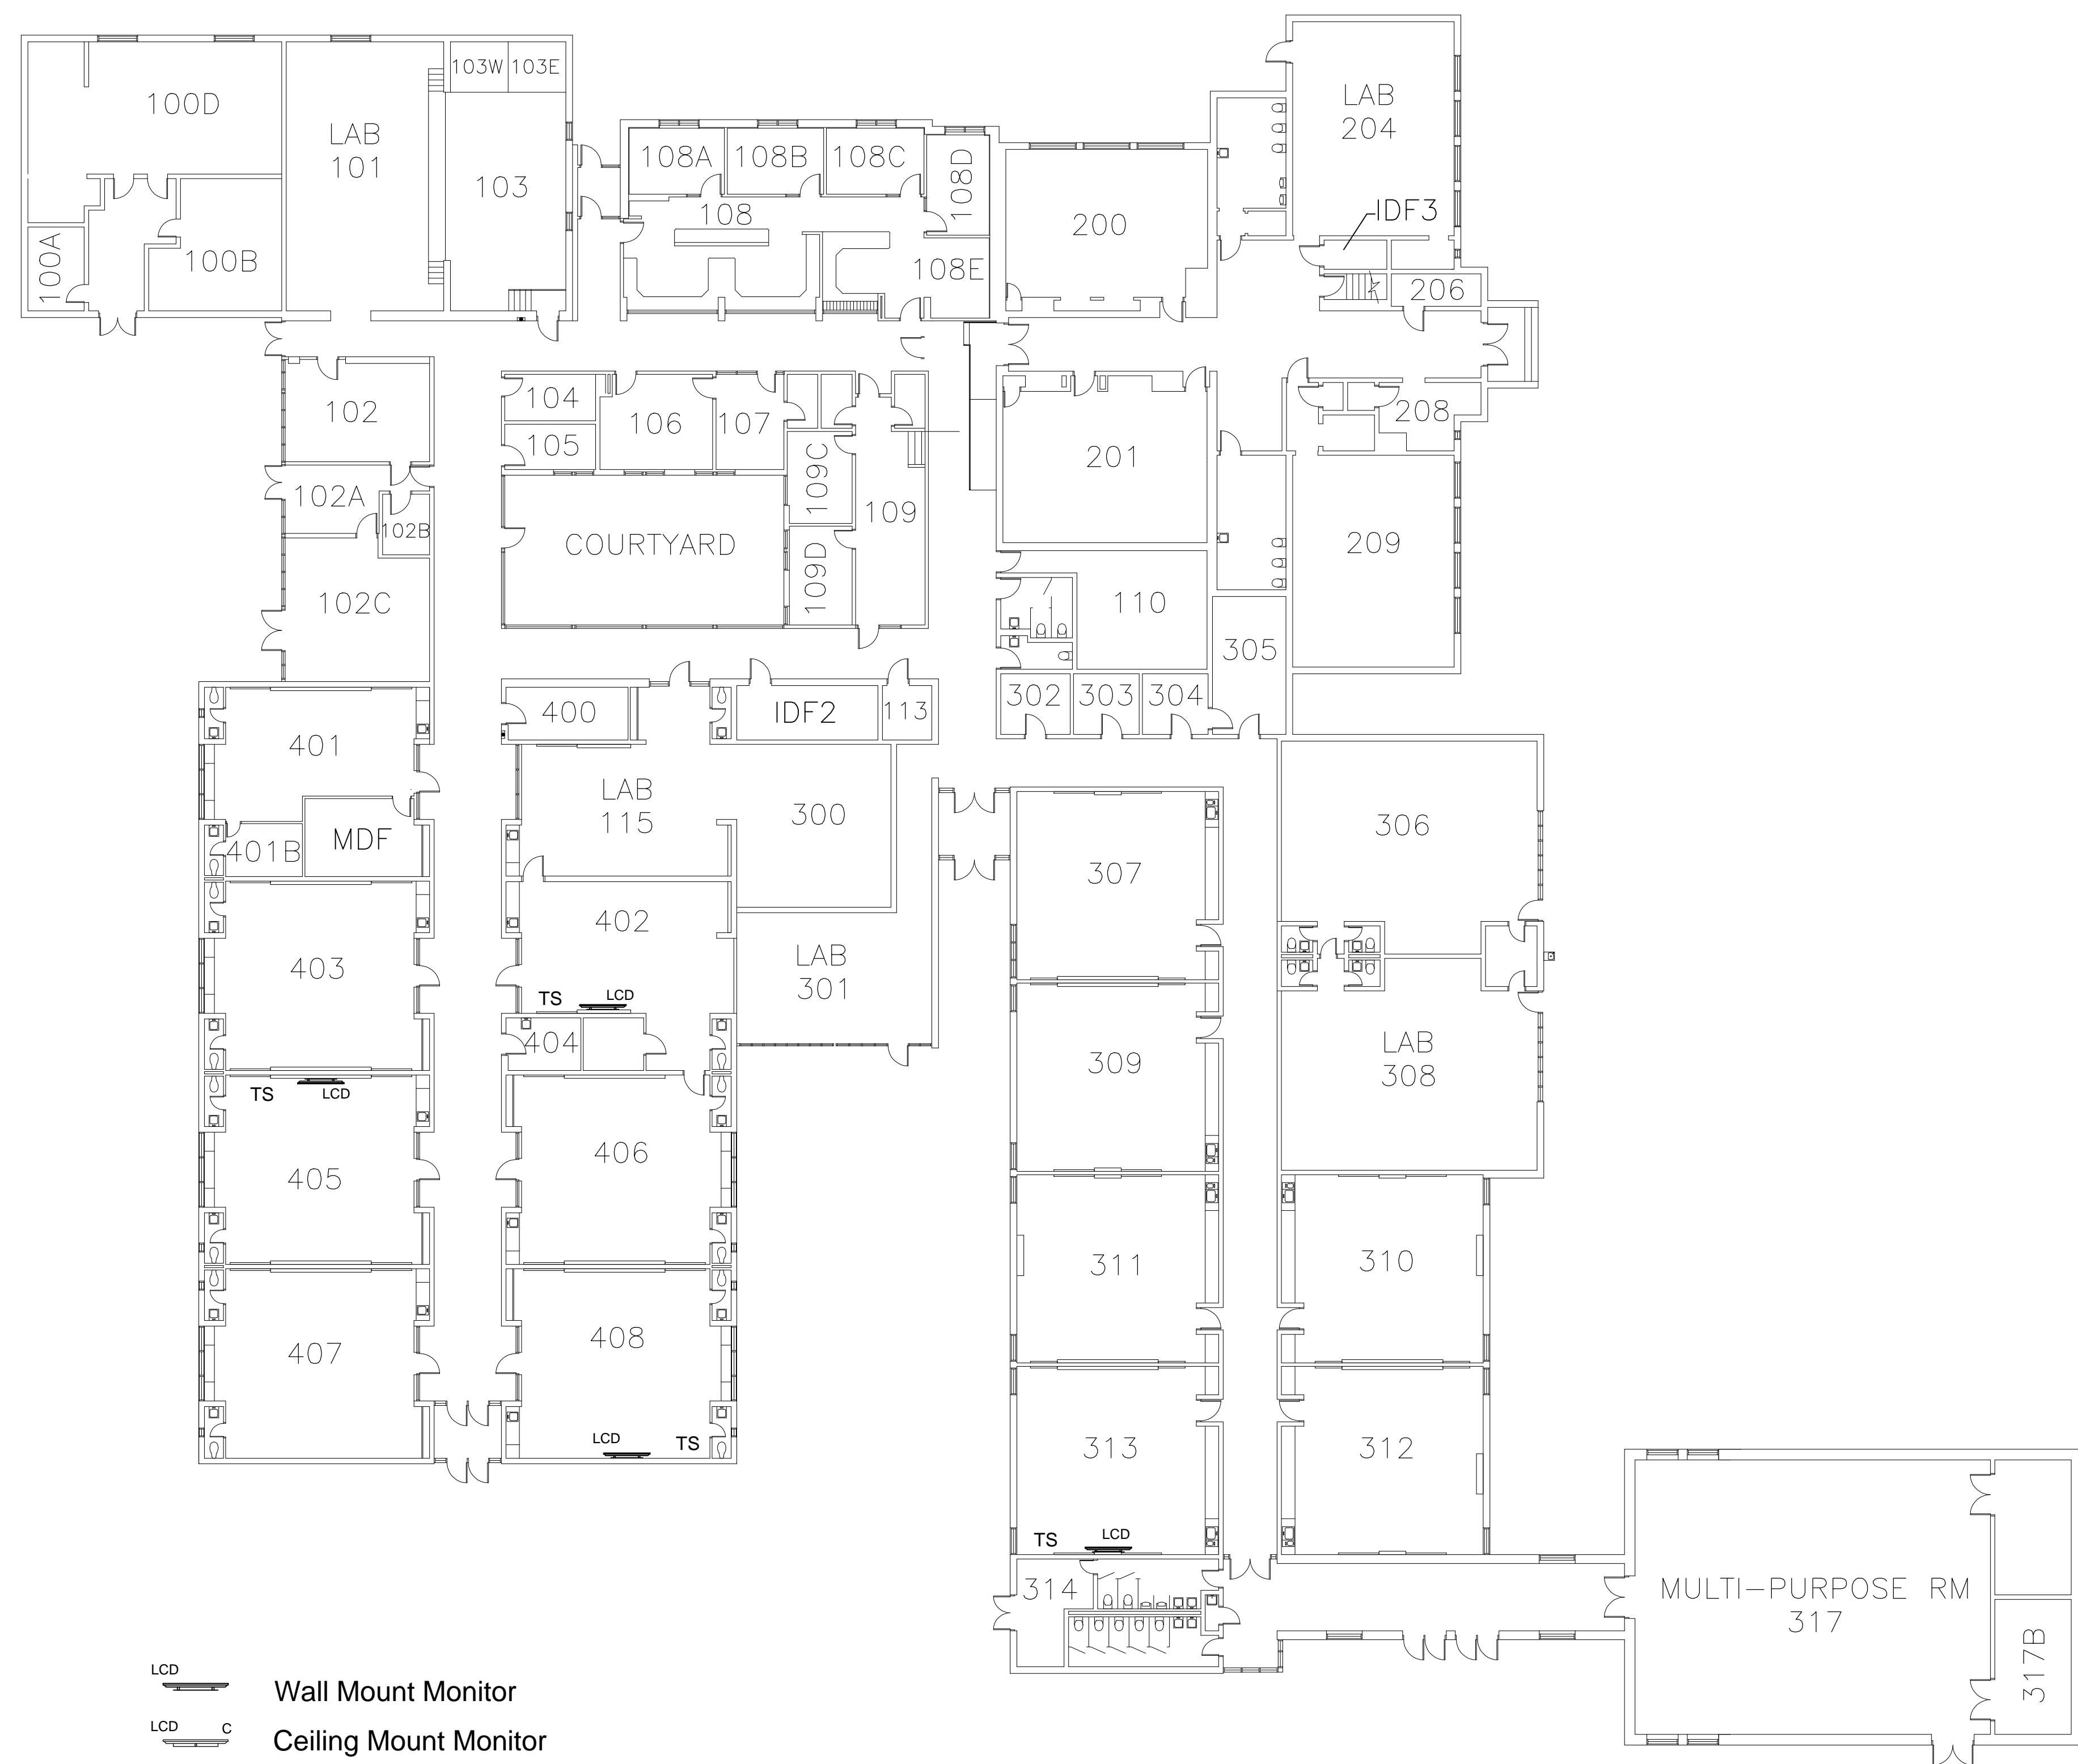 LAB
204
103W
103E
100D
LAB
101
108A
108B
108C
108D
103
IDF3
108
200
100A
100B
108E
206
102
104
106
107
208
105
201
109C
102A
109
102B
COURTYARD
209
109D
102C
110
305
302
303
304
400
IDF2
113
401
LAB
115
300
306
MDF
401B
307
402
403
LAB
301
TS
LCD
404
309
LAB
308
TS
LCD
405
406
311
310
407
408
LCD
TS
313
312
TS
LCD
314
MULTI-PURPOSE RM
317
317B
LCD
Wall Mount Monitor
LCD
C
Ceiling Mount Monitor